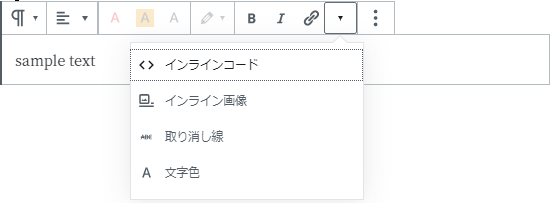 ¶ A A A B I
sample text
<> インラインコード
インライン画像
ABC 取り消し線
A 文字色